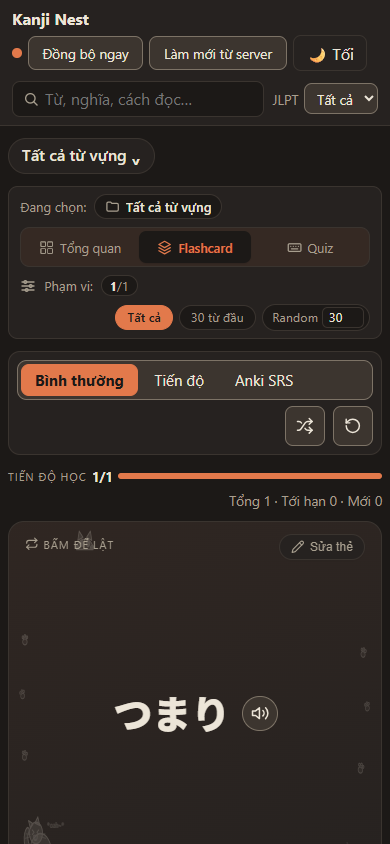 Kanji Nest
Đồng bộ ngay Làm mới từ server 🌙 Tối
Từ, nghĩa, cách đọc... JLPT Tất cả
Tất cả từ vựng
Đang chọn: Tất cả từ vựng
Tổng quan Flashcard Quiz
Phạm vi: 1/1
Tất cả 30 từ đầu Random 30
Bình thường Tiến độ Anki SRS
TIẾN ĐỘ HỌC 1/1
Tổng 1 · Tới hạn 0 · Mới 0
BẤM ĐỂ LẬT Sửa thẻ
つまり